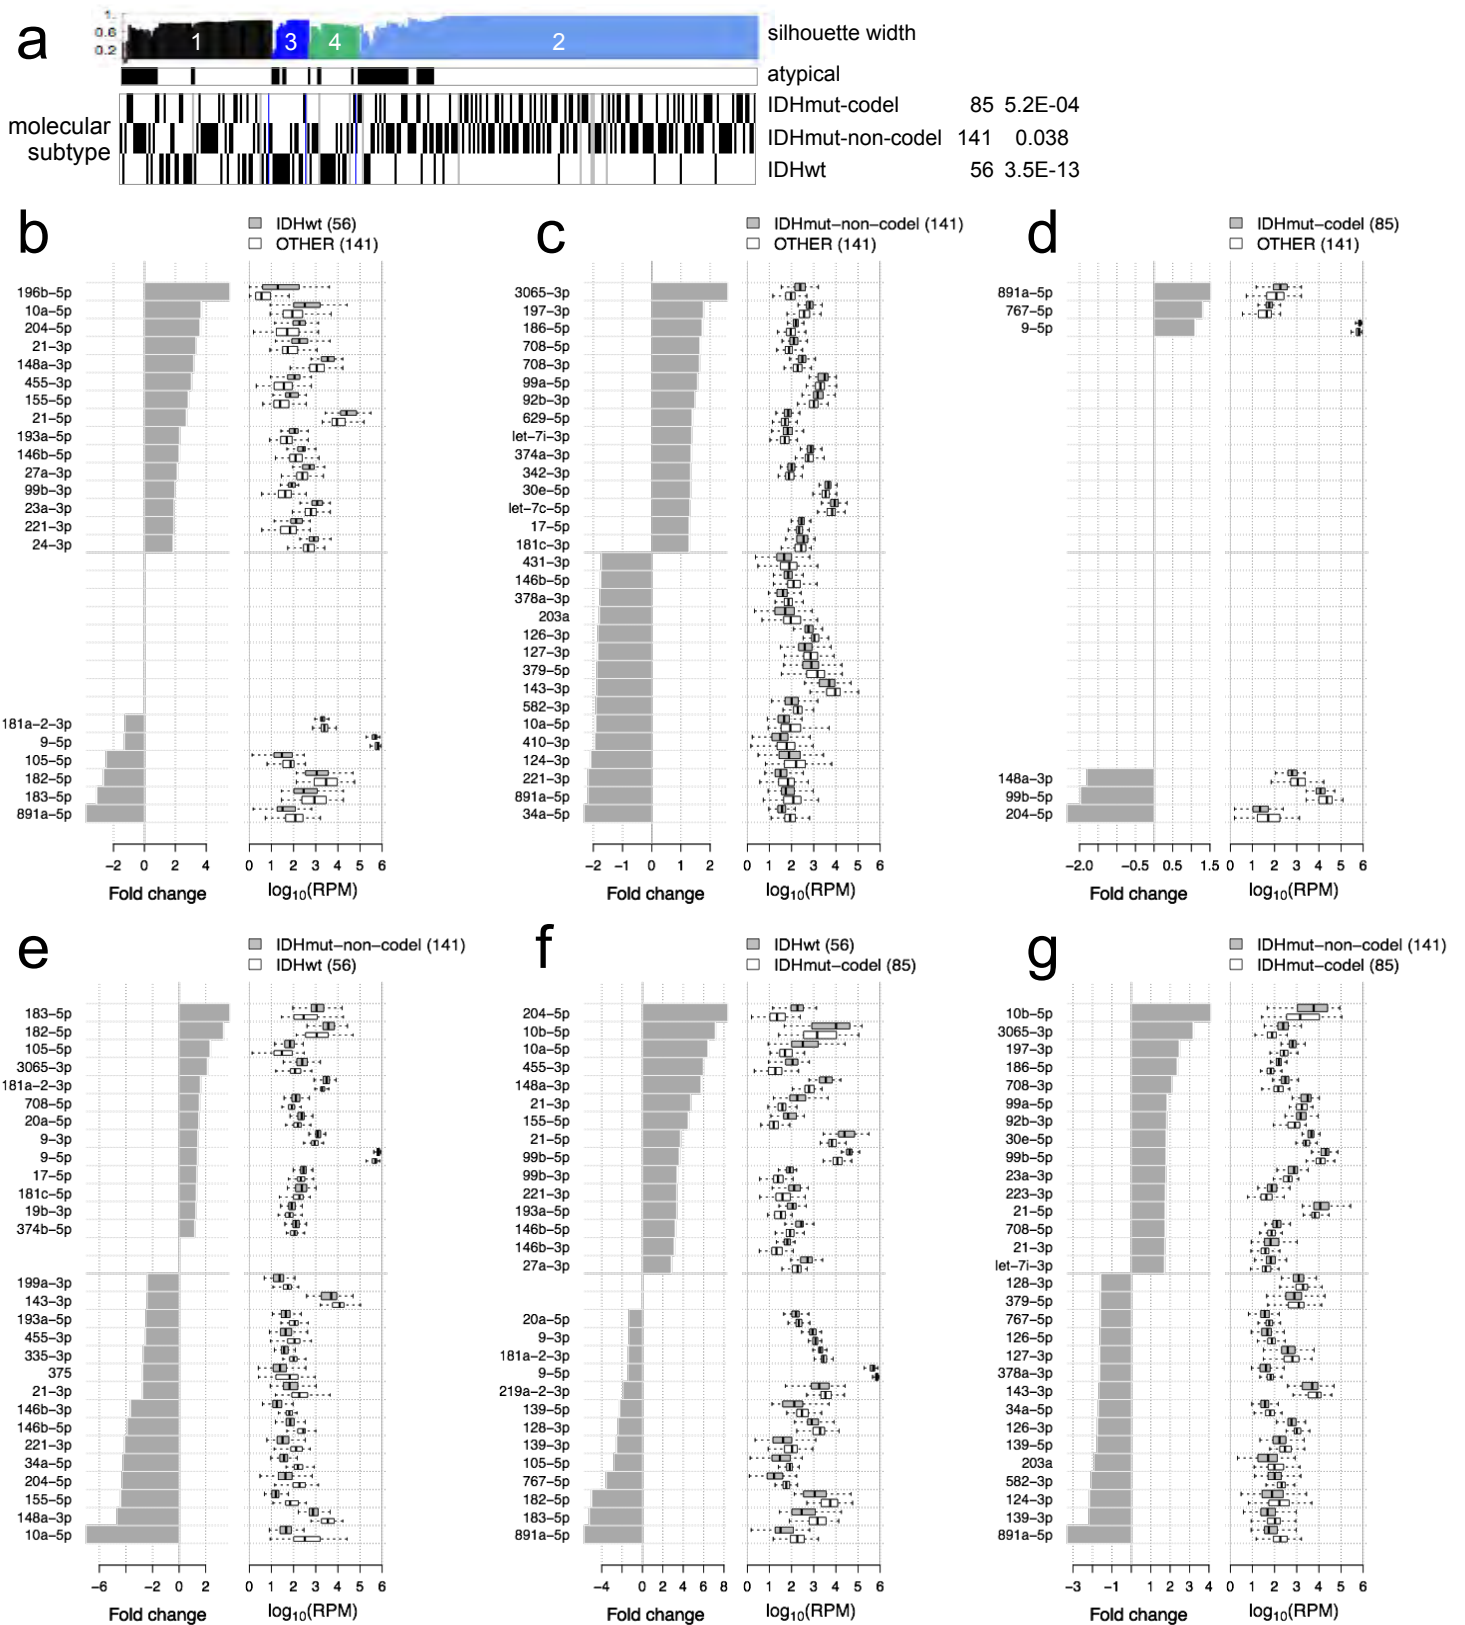 a
1
0.6
0.2
1
3
4
2
silhouette width
atypical
molecular
subtype
IDHmut-codel 85 5.2E-04
IDHmut-non-codel 141 0.038
IDHwt 56 3.5E-13
b
IDHwt (56)
OTHER (141)
196b−5p
10a−5p
204−5p
21−3p
148a−3p
455−3p
155−5p
21−5p
193a−5p
146b−5p
27a−3p
99b−3p
23a−3p
221−3p
24−3p
181a−2−3p
9−5p
105−5p
182−5p
183−5p
891a−5p
−2 0 2 4
Fold change
0 1 2 3 4 5 6
log10(RPM)
c
IDHmut−non−codel (141)
OTHER (141)
3065−3p
197−3p
186−5p
708−5p
708−3p
99a−5p
92b−3p
629−5p
let−7i−3p
374a−3p
342−3p
30e−5p
let−7c−5p
17−5p
181c−3p
431−3p
146b−5p
378a−3p
203a
126−3p
127−3p
379−5p
143−3p
582−3p
10a−5p
410−3p
124−3p
221−3p
891a−5p
34a−5p
−2 −1 0 1 2
Fold change
0 1 2 3 4 5 6
log10(RPM)
d
IDHmut−codel (85)
OTHER (141)
891a−5p
767−5p
9−5p
148a−3p
99b−5p
204−5p
−2.0 −0.5 0.5 1.5
Fold change
0 1 2 3 4 5 6
log10(RPM)
e
IDHmut−non−codel (141)
IDHwt (56)
183−5p
182−5p
105−5p
3065−3p
181a−2−3p
708−5p
20a−5p
9−3p
9−5p
17−5p
181c−5p
19b−3p
374b−5p
199a−3p
143−3p
193a−5p
455−3p
335−3p
375
21−3p
146b−3p
146b−5p
221−3p
34a−5p
204−5p
155−5p
148a−3p
10a−5p
−6 −2 0 2
Fold change
0 1 2 3 4 5 6
log10(RPM)
f
IDHwt (56)
IDHmut−codel (85)
204−5p
10b−5p
10a−5p
455−3p
148a−3p
21−3p
155−5p
21−5p
99b−5p
99b−3p
221−3p
193a−5p
146b−5p
146b−3p
27a−3p
20a−5p
9−3p
181a−2−3p
9−5p
219a−2−3p
139−5p
128−3p
139−3p
105−5p
767−5p
182−5p
183−5p
891a−5p
−4 0 2 4 6 8
Fold change
0 1 2 3 4 5 6
log10(RPM)
g
IDHmut−non−codel (141)
IDHmut−codel (85)
10b−5p
3065−3p
197−3p
186−5p
708−3p
99a−5p
92b−3p
30e−5p
99b−5p
23a−3p
223−3p
21−5p
708−5p
21−3p
let−7i−3p
128−3p
379−5p
767−5p
126−5p
127−3p
378a−3p
143−3p
34a−5p
126−3p
139−5p
203a
582−3p
124−3p
139−3p
891a−5p
−3 −1 1 2 3 4
Fold change
0 1 2 3 4 5 6
log10(RPM)